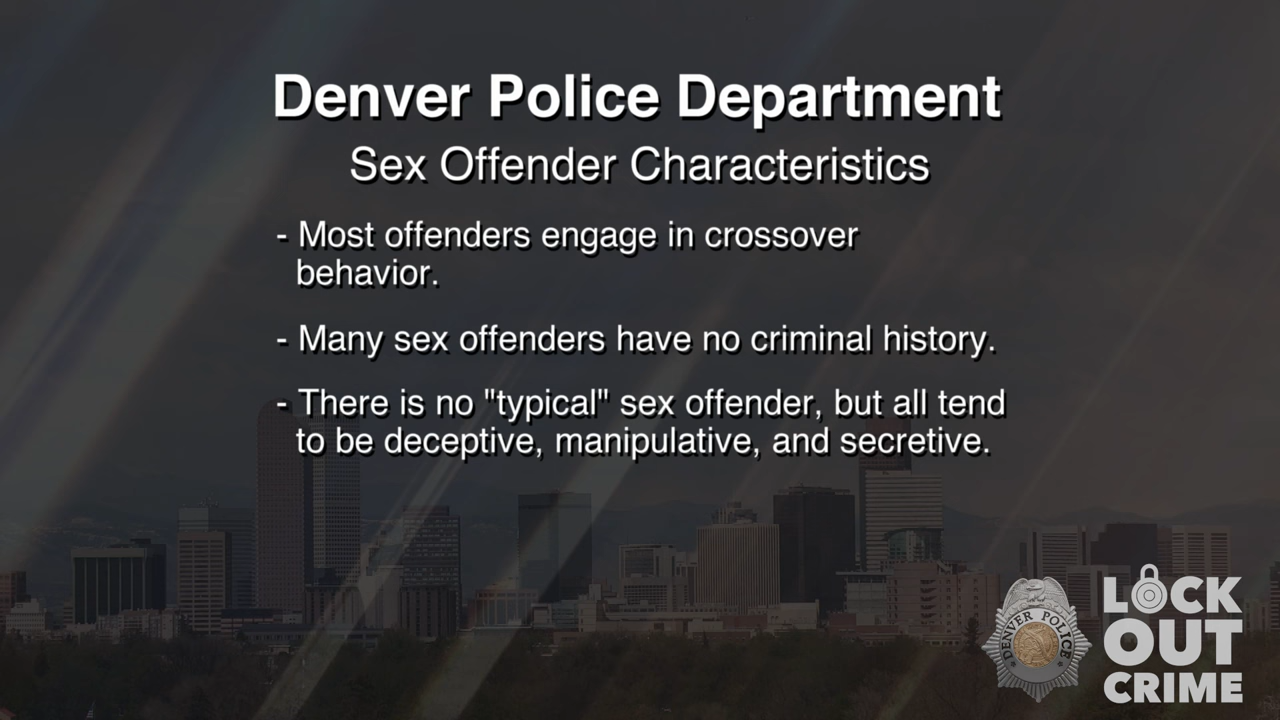 Denver Police Department
Sex Offender Characteristics
- Most offenders engage in crossover
behavior.
- Many sex offenders have no criminal history.
- There is no "typical" sex offender, but all tend
to be deceptive, manipulative, and secretive.
DENVER POLICE
LOCK
OUT
CRIME